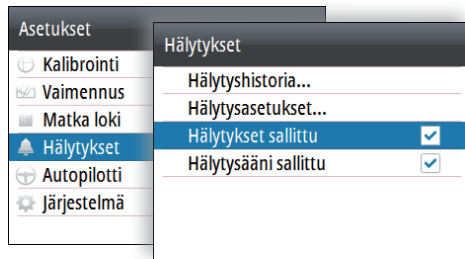 Asetukset
Kalibrointi
Vaimennus
Matka loki
Hälytykset
Autopilotti
Järjestelmä
Hälytykset
Hälytyshistoria...
Hälytysasetukset...
Hälytykset sallittu
Hälytysääni sallittu